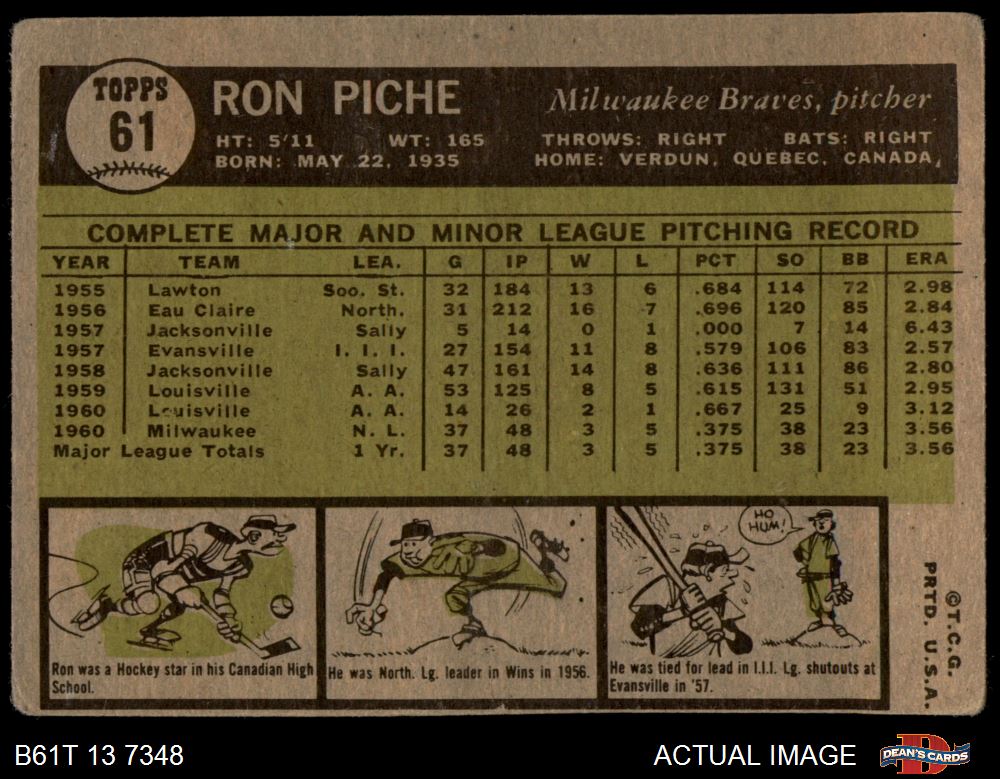 TOPPS
61
RON PICHE
Milwaukee Braves, pitcher
HT: 5'11 WT: 165 THROWS: RIGHT BATS: RIGHT
BORN: MAY 22, 1935 HOME: VERDUN, QUEBEC, CANADA
COMPLETE MAJOR AND MINOR LEAGUE PITCHING RECORD
YEAR TEAM LEA. G IP W L PCT SO BB ERA
1955 Lawton Soo. St. 32 184 13 6 .684 114 72 2.98
1956 Eau Claire North. 31 212 16 7 .696 120 85 2.84
1957 Jacksonville Sally 5 14 0 1 .000 7 14 6.43
1957 Evansville I. I. I. 27 154 11 8 .579 106 83 2.57
1958 Jacksonville Sally 47 161 14 8 .636 111 86 2.80
1959 Louisville A. A. 53 125 8 5 .615 131 51 2.95
1960 Louisville A. A. 14 26 2 1 .667 25 9 3.12
1960 Milwaukee N. L. 37 48 3 5 .375 38 23 3.56
Major League Totals 1 Yr. 37 48 3 5 .375 38 23 3.56
Ron was a Hockey star in his Canadian High
School.
He was North. Lg. leader in Wins in 1956.
HO
HUM!
He was tied for lead in I.I.I. Lg. shutouts at
Evansville in '57.
©T.C.G.
PRTD. U.S.A.
B61T 13 7348
ACTUAL IMAGE
DEAN'S CARDS